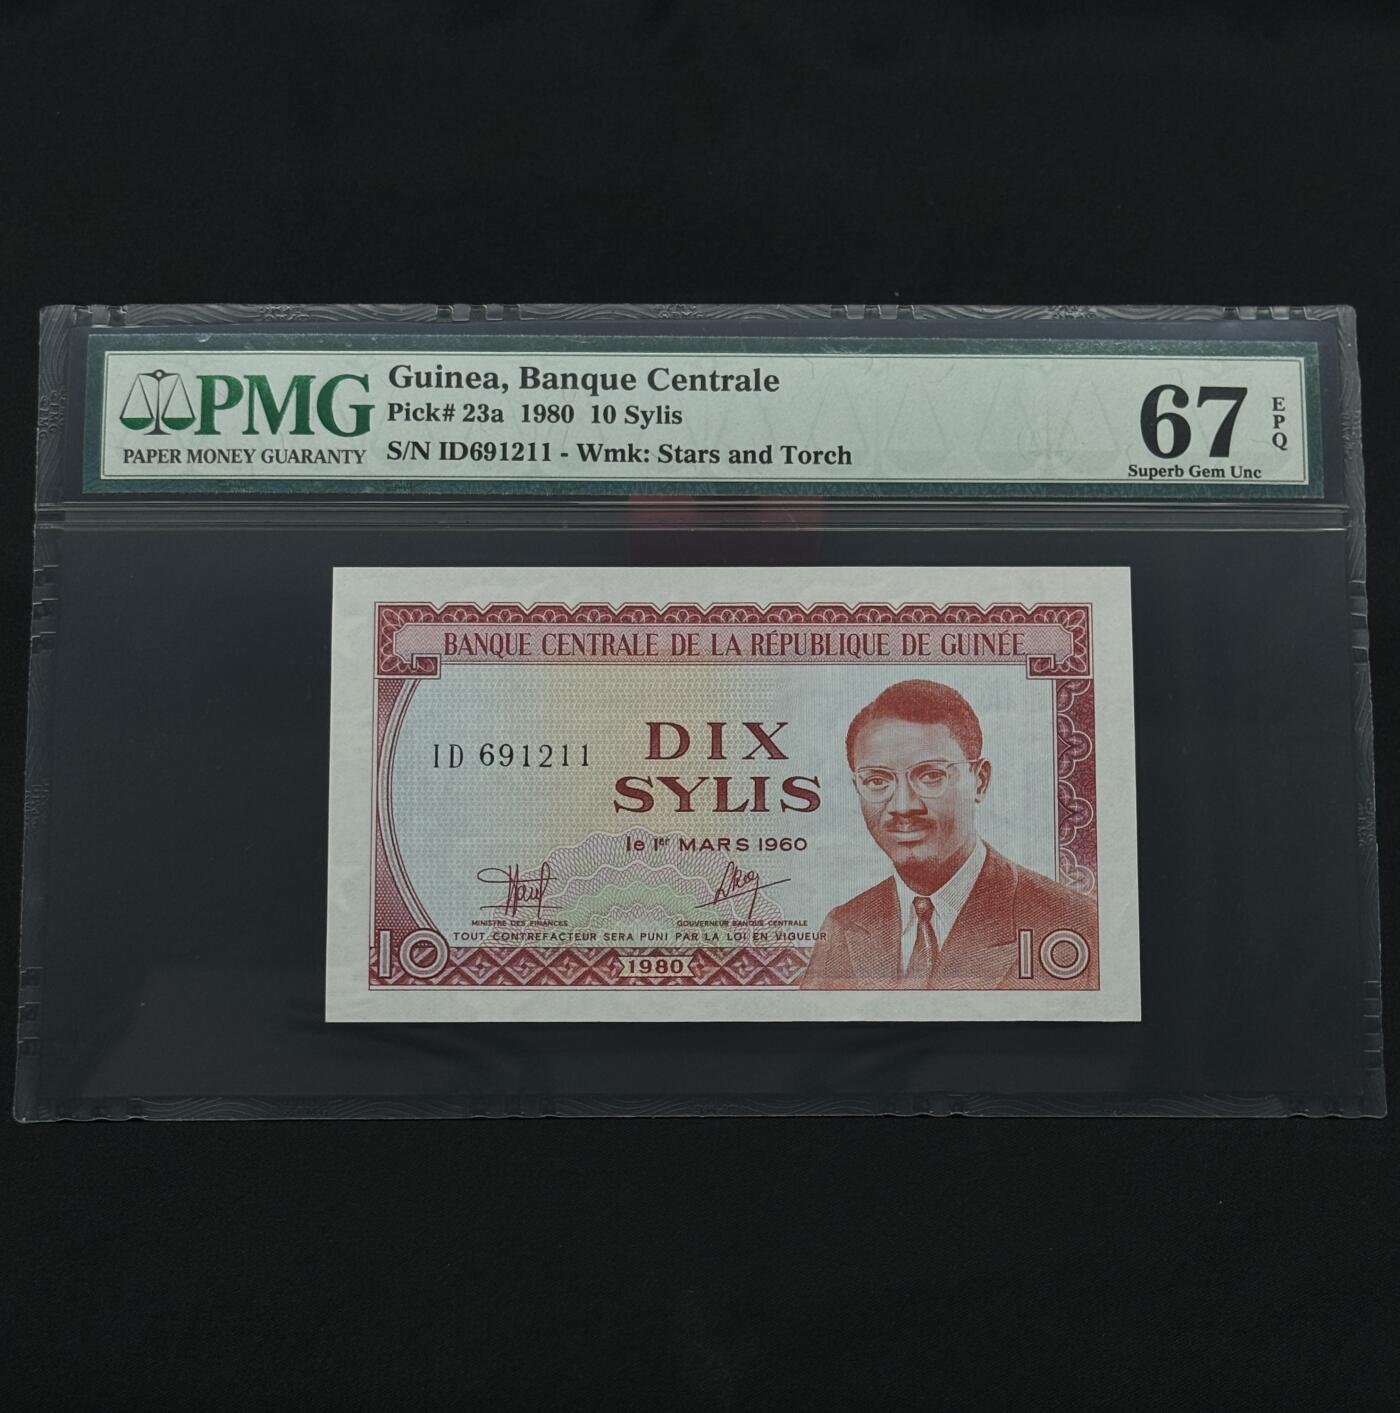 PMG
PAPER MONEY GUARANTY
Guinea, Banque Centrale
Pick# 23a 1980 10 Sylis
S/N ID691211 - Wmk: Stars and Torch
67
EPQ
Superb Gem Unc
BANQUE CENTRALE DE LA RÉPUBLIQUE DE GUINÉE
ID 691211
DIX
SYLIS
le 1er MARS 1960
MINISTRE DES FINANCES
GOUVERNEUR BANQUE CENTRALE
TOUT CONTREFACTEUR SERA PUNI PAR LA LOI EN VIGUEUR
10
1980
10